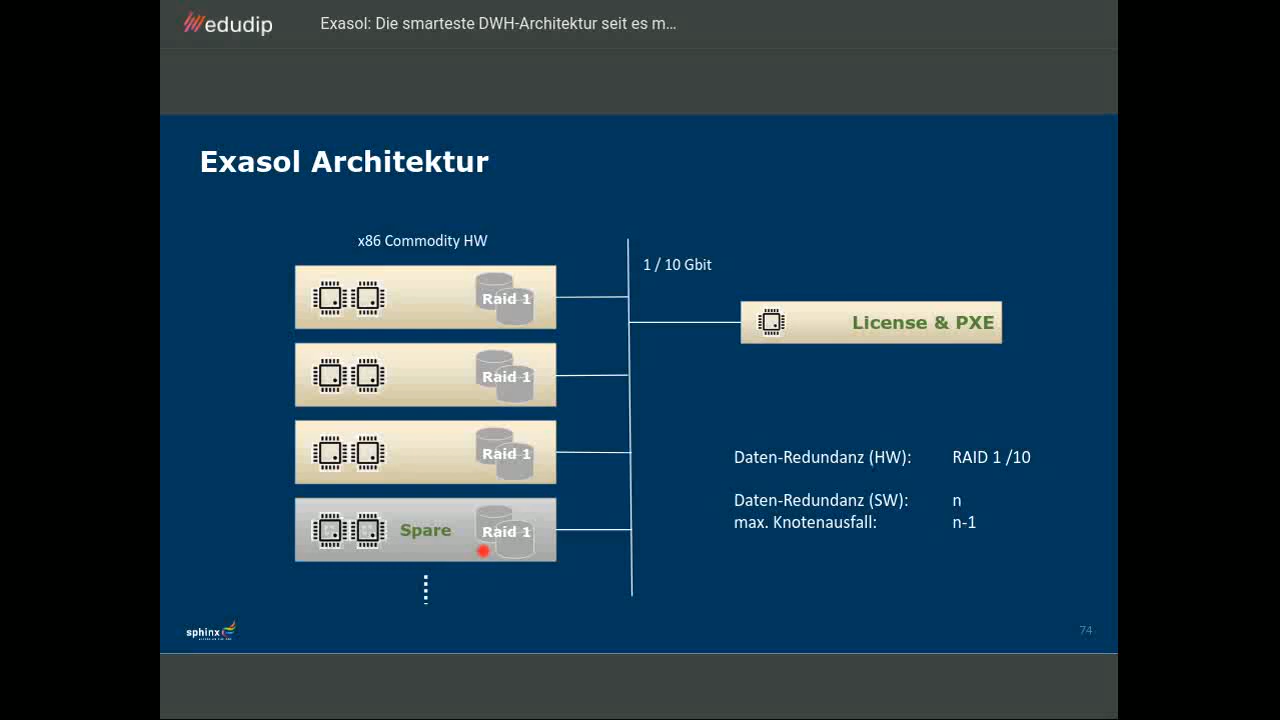 edudip
Exasol: Die smarteste DWH-Architektur seit es m...
Exasol Architektur
x86 Commodity HW
1 / 10 Gbit
Raid 1
License & PXE
Raid 1
Raid 1
Daten-Redundanz (HW): RAID 1 /10
Daten-Redundanz (SW): n
max. Knotenausfall: n-1
Spare Raid 1
sphinx
74